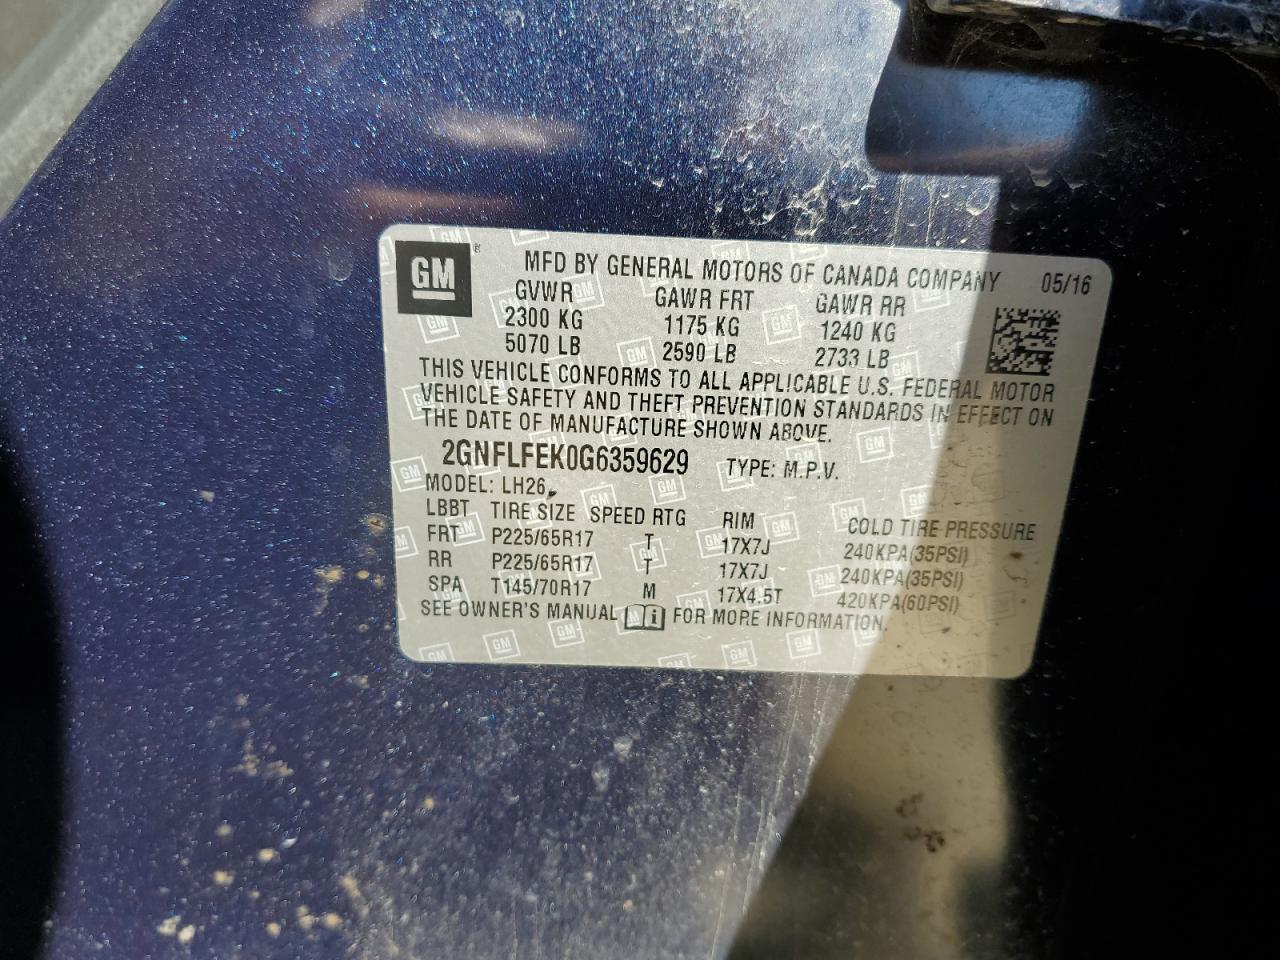 GM ®
MFD BY GENERAL MOTORS OF CANADA COMPANY 05/16
GVWR GAWR FRT GAWR RR
2300 KG 1175 KG 1240 KG
5070 LB 2590 LB 2733 LB
THIS VEHICLE CONFORMS TO ALL APPLICABLE U.S. FEDERAL MOTOR
VEHICLE SAFETY AND THEFT PREVENTION STANDARDS IN EFFECT ON
THE DATE OF MANUFACTURE SHOWN ABOVE.
2GNFLFEK0G6359629 TYPE: M.P.V.
MODEL: LH26
LBBT TIRE SIZE SPEED RTG RIM COLD TIRE PRESSURE
FRT P225/65R17 T 17X7J 240KPA(35PSI)
RR P225/65R17 T 17X7J 240KPA(35PSI)
SPA T145/70R17 M 17X4.5T 420KPA(60PSI)
SEE OWNER'S MANUAL i FOR MORE INFORMATION.